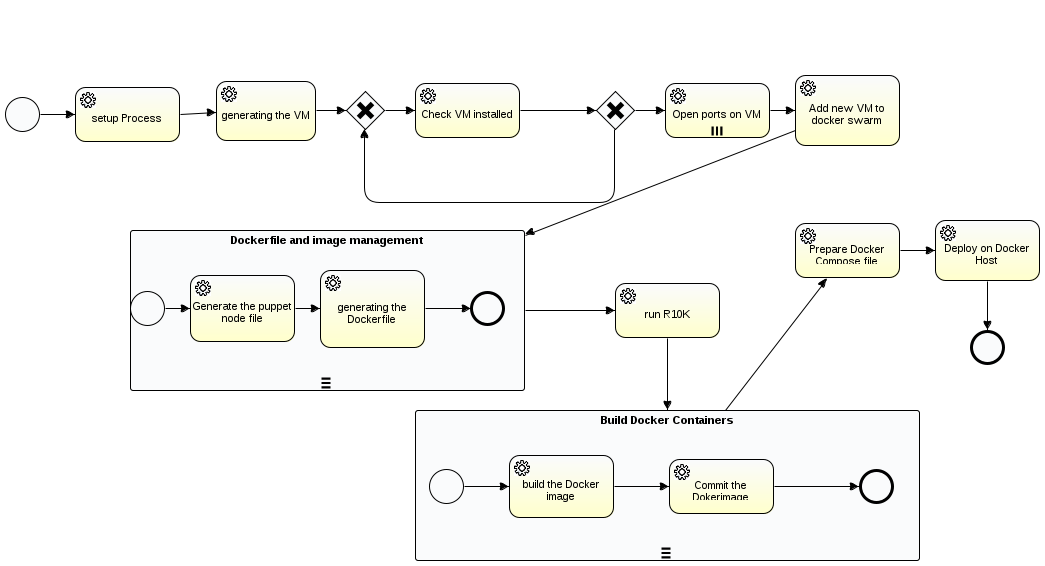 setup Process
generating the VM
Check VM installed
Open ports on VM
Add new VM to
docker swarm
Dockerfile and image management
Generate the puppet
node file
generating the
Dockerfile
run R10K
Prepare Docker
Compose file
Deploy on Docker
Host
Build Docker Containers
build the Docker
image
Commit the
Dokerimage